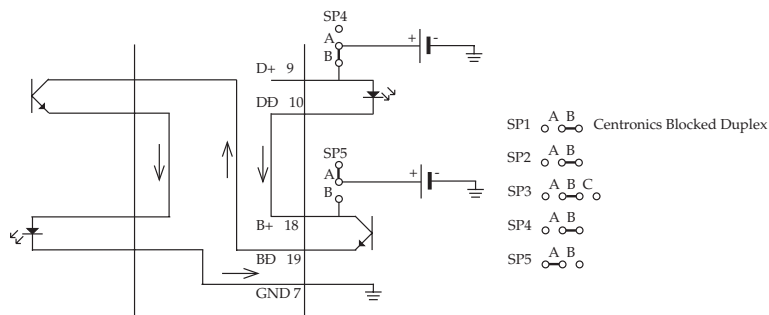 SP4
A
B
+ -
D+ 9
DĐ 10
SP5
A
B
+ -
B+ 18
BĐ 19
GND 7
SP1 A B Centronics Blocked Duplex
SP2 A B
SP3 A B C
SP4 A B
SP5 A B